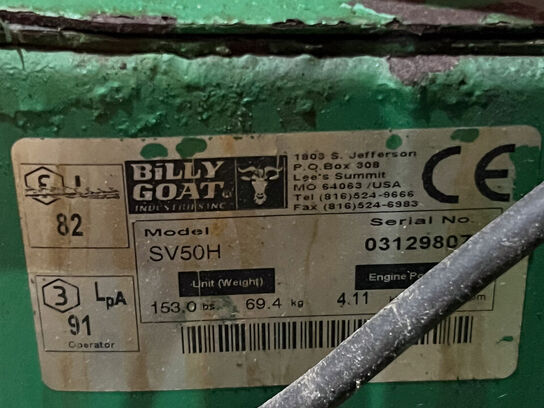 BiLLY GOAT
INDUSTRIES INC
1803 S. Jefferson
P.O.Box 308
Lee's Summit
MO 64063 /USA
Tel (816)524-9666
Fax (816)524-6983
CE
82
Model
SV50H
Serial No.
Unit (Weight)
Engine
153.0 lbs. 69.4 kg 4.11
3 LpA
91
Operator